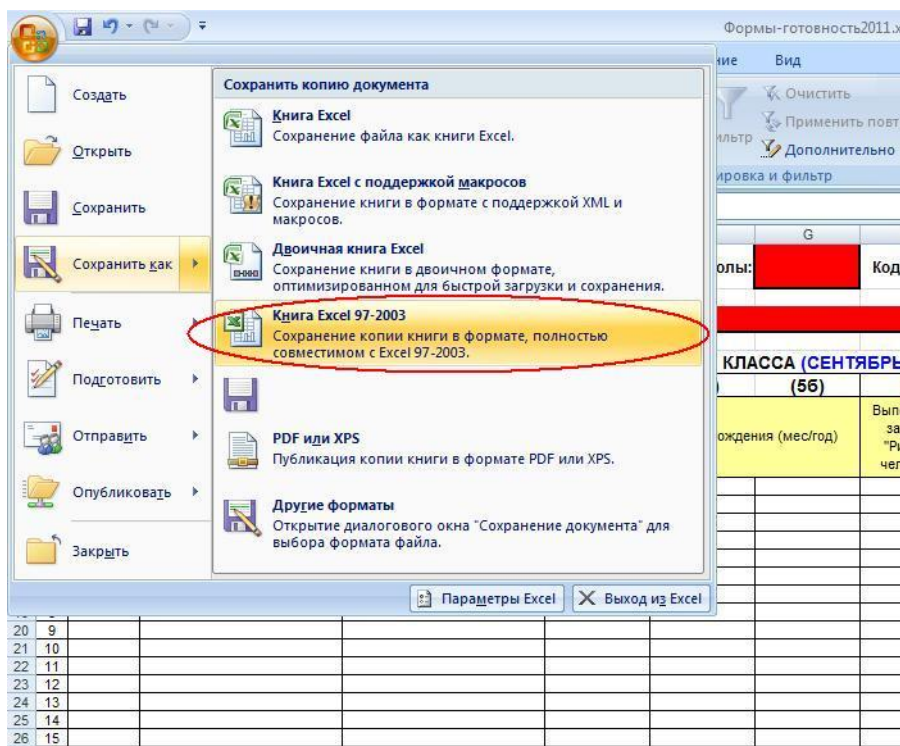 Формы-готовность2011.x
ние Вид
Создать
Открыть
Сохранить
Сохранить как
Печать
Подготовить
Отправить
Опубликовать
Закрыть
Сохранить копию документа
Книга Excel
Сохранение файла как книги Excel.
Книга Excel с поддержкой макросов
Сохранение книги в формате с поддержкой XML и
макросов.
Двоичная книга Excel
Сохранение книги в двоичном формате,
оптимизированном для быстрой загрузки и сохранения.
Книга Excel 97-2003
Сохранение копии книги в формате, полностью
совместимом с Excel 97-2003.
PDF или XPS
Публикация копии книги в формате PDF или XPS.
Другие форматы
Открытие диалогового окна "Сохранение документа" для
выбора формата файла.
Параметры Excel
Выход из Excel
Очистить
Применить повт
ильтр
Дополнительно
ировка и фильтр
G
олы:
Код
КЛАССА (СЕНТЯБРЬ
(5б)
ождения (мес/год)
Вып
за
"Ри
чел
20 9
21 10
22 11
23 12
24 13
25 14
26 15